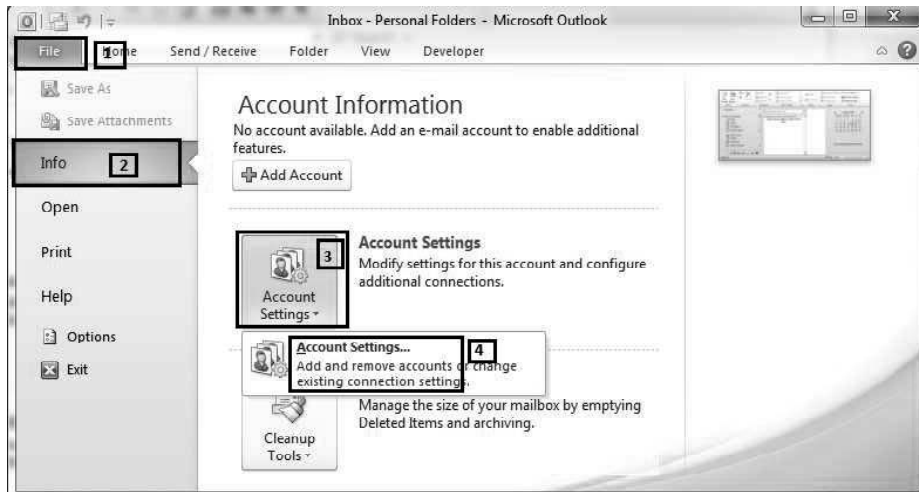 Inbox - Personal Folders - Microsoft Outlook
File 1 Home Send / Receive Folder View Developer
Save As
Save Attachments
Info 2
Open
Print
Help
Options
Exit
Account Information
No account available. Add an e-mail account to enable additional
features.
Add Account
3
Account
Settings
Account Settings
Modify settings for this account and configure
additional connections.
Account Settings... 4
Add and remove accounts or change
existing connection settings.
Cleanup
Tools
Manage the size of your mailbox by emptying
Deleted Items and archiving.